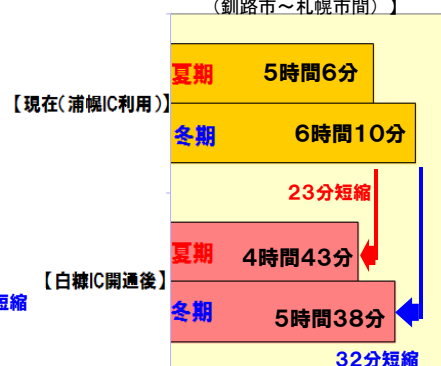 （釧路市～札幌市間）】
夏期 5時間6分
【現在(浦幌IC利用)】
冬期 6時間10分
23分短縮
夏期 4時間43分
【白糠IC開通後】
短縮
冬期 5時間38分
32分短縮